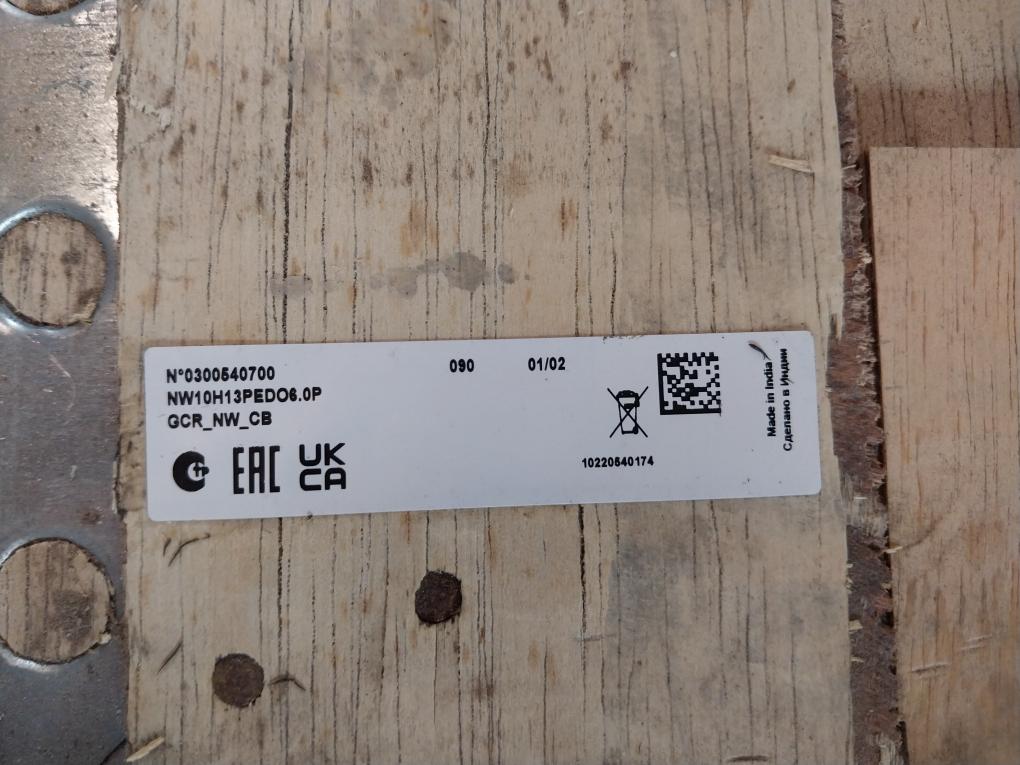 N°0300540700
NW10H13PEDO6.0P
GCR_NW_CB
090
01/02
EAC
UK
CA
10220540174
Made in India
Сделано в Индии